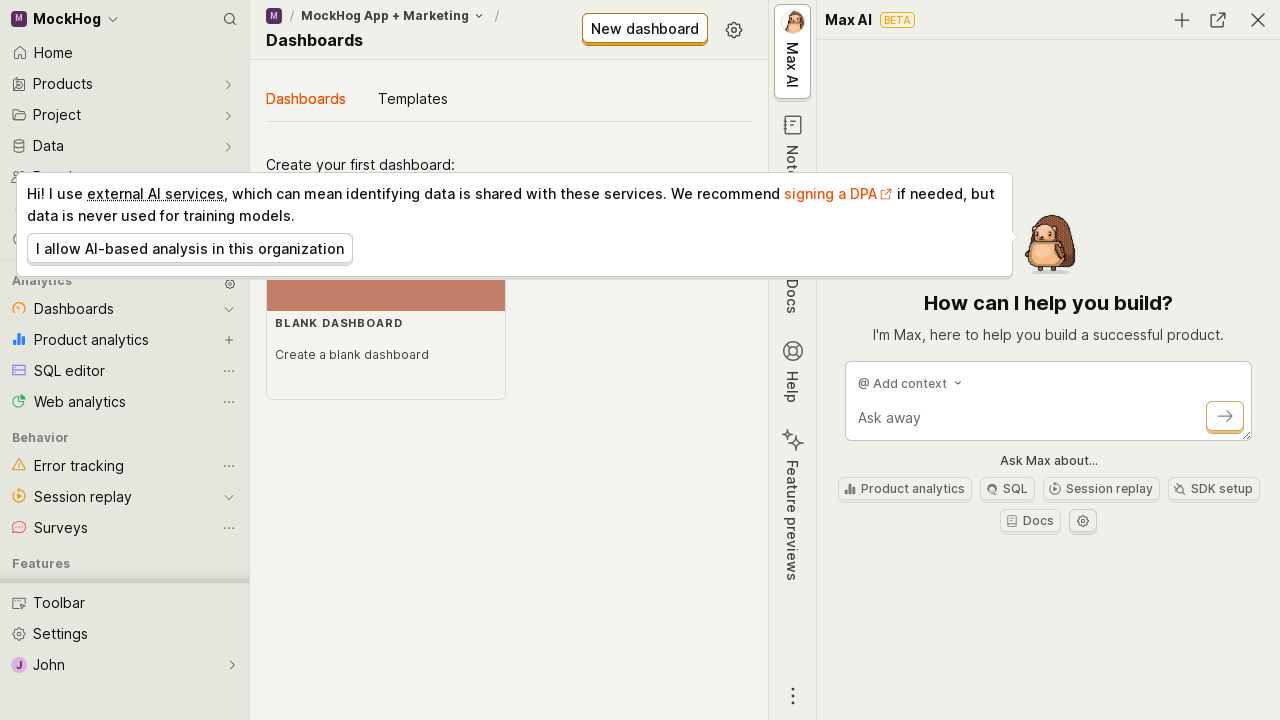 M MockHog
Home
Products
Project
Data
Analytics
Dashboards
Product analytics
SQL editor
Web analytics
Behavior
Error tracking
Session replay
Surveys
Features
Toolbar
Settings
J John
M / MockHog App + Marketing /
Dashboards
New dashboard
Dashboards Templates
Create your first dashboard:
Hi! I use external AI services, which can mean identifying data is shared with these services. We recommend signing a DPA if needed, but
data is never used for training models.
I allow AI-based analysis in this organization
BLANK DASHBOARD
Create a blank dashboard
Max AI
Docs
Help
Feature previews
Max AI BETA
How can I help you build?
I'm Max, here to help you build a successful product.
@ Add context
Ask away
Ask Max about...
Product analytics SQL Session replay SDK setup
Docs